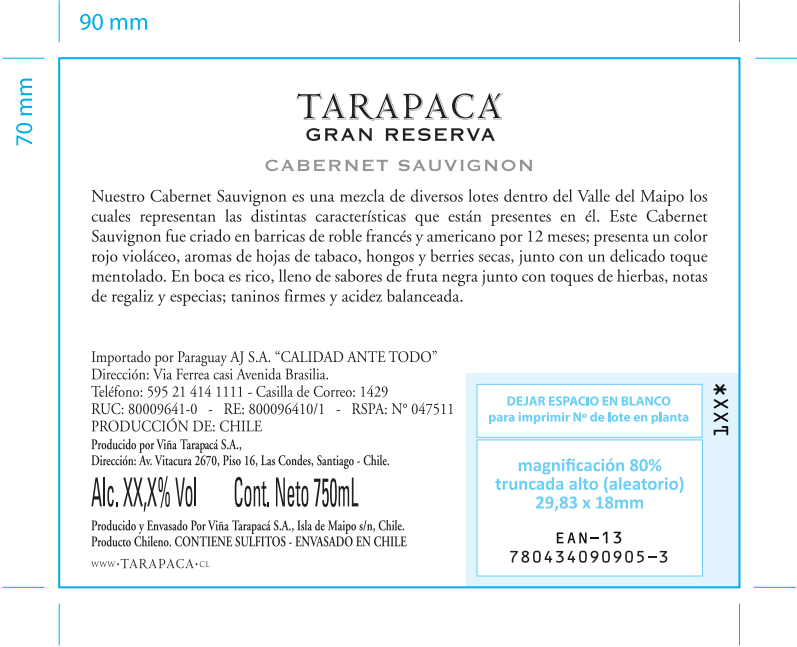 90 mm
70 mm
TARAPACÁ
GRAN RESERVA
CABERNET SAUVIGNON
Nuestro Cabernet Sauvignon es una mezcla de diversos lotes dentro del Valle del Maipo los
cuales representan las distintas características que están presentes en él. Este Cabernet
Sauvignon fue criado en barricas de roble francés y americano por 12 meses; presenta un color
rojo violáceo, aromas de hojas de tabaco, hongos y berries secas, junto con un delicado toque
mentolado. En boca es rico, lleno de sabores de fruta negra junto con toques de hierbas, notas
de regaliz y especias; taninos firmes y acidez balanceada.
Importado por Paraguay AJ S.A. “CALIDAD ANTE TODO”
Dirección: Via Ferrea casi Avenida Brasilia.
Teléfono: 595 21 414 1111 - Casilla de Correo: 1429
RUC: 80009641-0 - RE: 800096410/1 - RSPA: N° 047511
PRODUCCIÓN DE: CHILE
Producido por Viña Tarapacá S.A.,
Dirección: Av. Vitacura 2670, Piso 16, Las Condes, Santiago - Chile.
Alc. XX,X% Vol Cont. Neto 750mL
Producido y Envasado Por Viña Tarapacá S.A., Isla de Maipo s/n, Chile.
Producto Chileno. CONTIENE SULFITOS - ENVASADO EN CHILE
WWW•TARAPACA•CL
DEJAR ESPACIO EN BLANCO
para imprimir Nº de lote en planta
*XXT
magnificación 80%
truncada alto (aleatorio)
29,83 x 18mm
EAN-13
780434090905-3